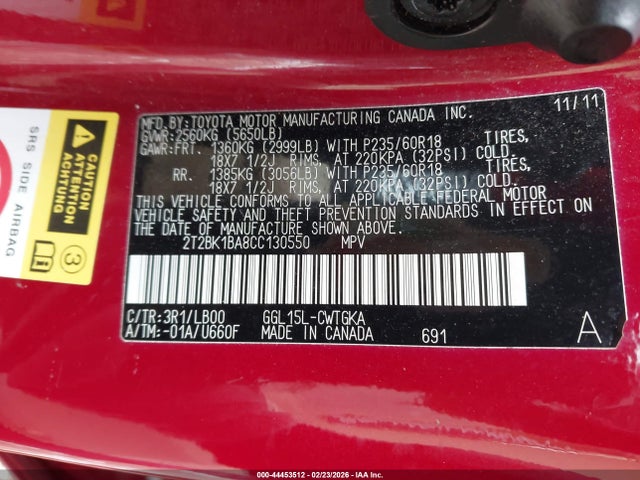 MFD.BY:TOYOTA MOTOR MANUFACTURING CANADA INC. 11/11
GVWR:2560KG (5650LB)
GAWR:FRT. 1360KG (2999LB) WITH P235/60R18 TIRES,
18X7 1/2J RIMS, AT 220KPA (32PSI) COLD.
RR. 1385KG (3056LB) WITH P235/60R18 TIRES,
18X7 1/2J RIMS, AT 220KPA (32PSI) COLD.
THIS VEHICLE CONFORMS TO ALL APPLICABLE FEDERAL MOTOR
VEHICLE SAFETY AND THEFT PREVENTION STANDARDS IN EFFECT ON
THE DATE OF MANUFACTURE SHOWN ABOVE.
2T2BK1BA8CC130550 MPV
C/TR:3R1/LB00 GGL15L-CWTGKA
A/TM:-01A/U660F MADE IN CANADA 691 A
SRS SIDE AIRBAG
CAUTION
ATTENTION
ACHTUNG
3
000-44453512 - 02/23/2026 - IAA INC.